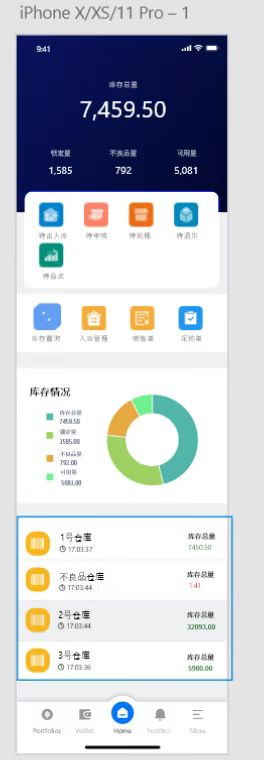 iPhone X/XS/11 Pro – 1
9:41
库存总量
7,459.50
锁定量 不良品量 可用量
1,585 792 5,081
待出入库 待审核 待处理 待退货
待盘点
库存查询 入库管理 销售单 采购单
库存情况
库存总量
7459.50
锁定量
1585.00
不良品量
792.00
可用量
5081.00
1号仓库 库存总量
17:03:37 7450.50
不良品仓库 库存总量
17:03:44 1.41
2号仓库 库存总量
17:03:44 32093.00
3号仓库 库存总量
17:03:36 5900.00
Portfolios Wallet Home Notifica More